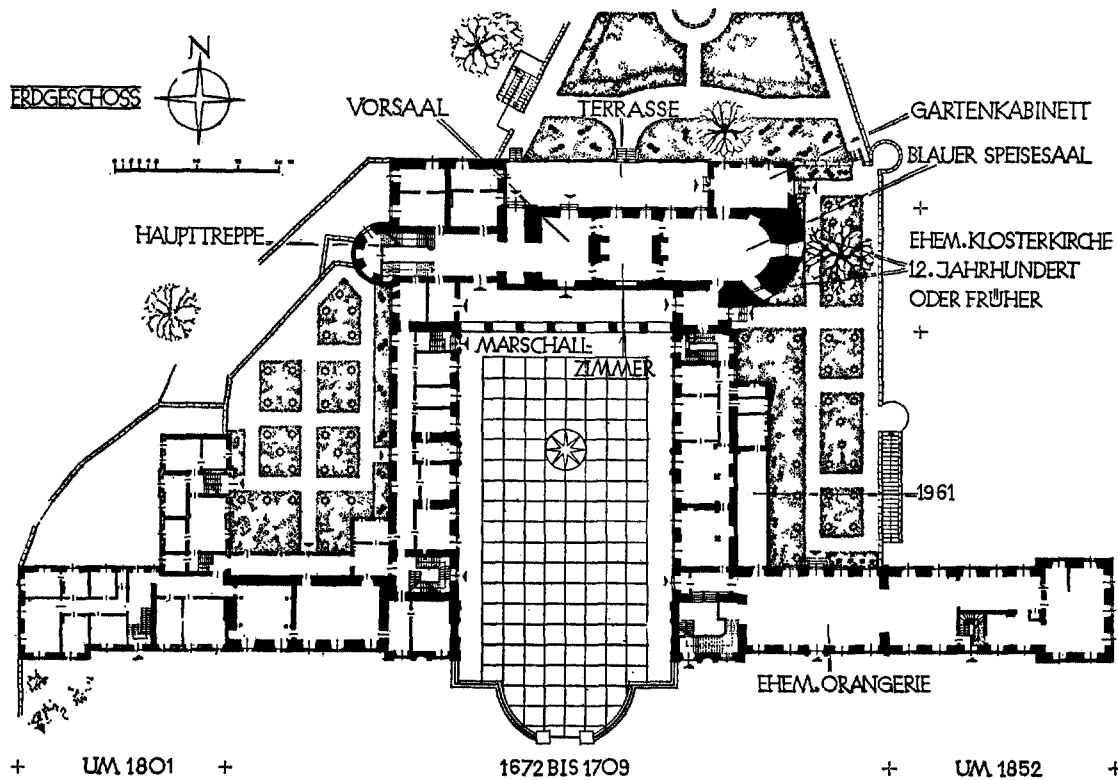 N
ERDGESCHOSS
VORSAAL
TERRASSE
GARTENKABINETT
BLAUER SPEISESAAL
HAUPTTREPPE
EHEM. KLOSTERKIRCHE
12. JAHRHUNDERT
ODER FRÜHER
MARSCHALL-
ZIMMER
1961
EHEM. ORANGERIE
UM 1801
1672 BIS 1709
UM 1852